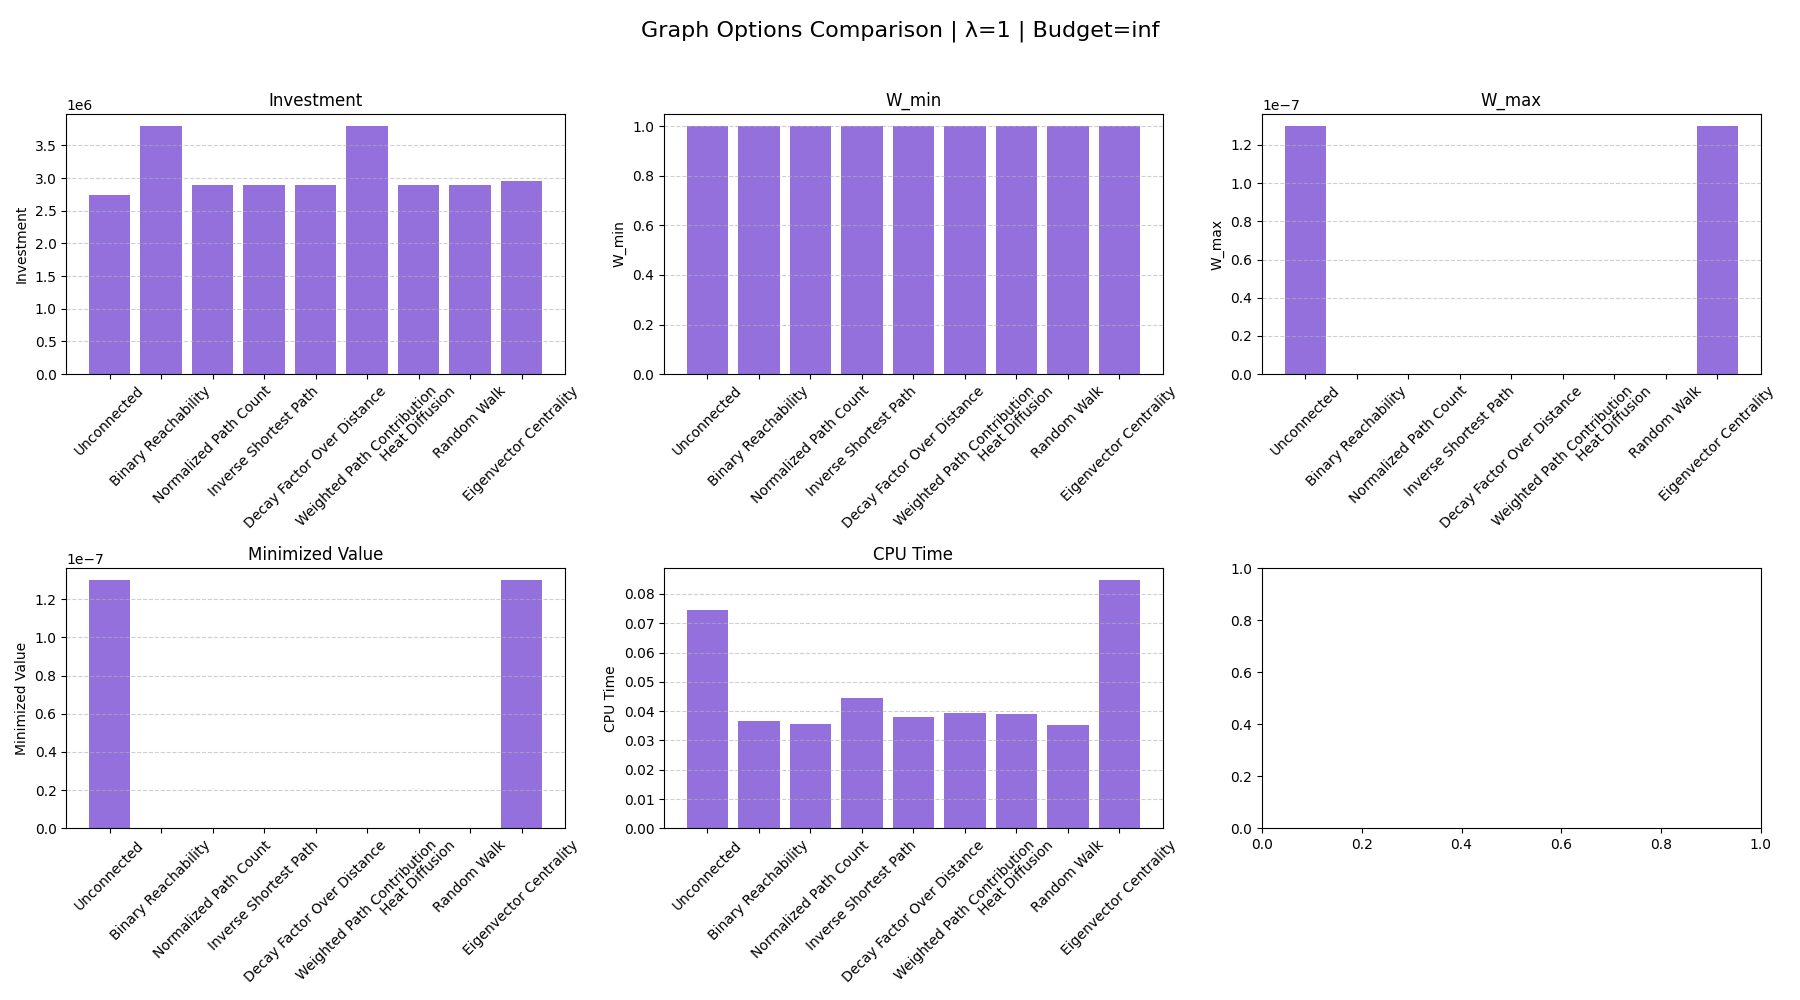 Graph Options Comparison | λ=1 | Budget=inf
Investment
1e6
Investment
3.5
3.0
2.5
2.0
1.5
1.0
0.5
0.0
Unconnected
Binary Reachability
Normalized Path Count
Inverse Shortest Path
Decay Factor Over Distance
Weighted Path Contribution
Heat Diffusion
Random Walk
Eigenvector Centrality
W_min
W_min
1.0
0.8
0.6
0.4
0.2
0.0
Unconnected
Binary Reachability
Normalized Path Count
Inverse Shortest Path
Decay Factor Over Distance
Weighted Path Contribution
Heat Diffusion
Random Walk
Eigenvector Centrality
W_max
1e−7
W_max
1.2
1.0
0.8
0.6
0.4
0.2
0.0
Unconnected
Binary Reachability
Normalized Path Count
Inverse Shortest Path
Decay Factor Over Distance
Weighted Path Contribution
Heat Diffusion
Random Walk
Eigenvector Centrality
Minimized Value
1e−7
Minimized Value
1.2
1.0
0.8
0.6
0.4
0.2
0.0
Unconnected
Binary Reachability
Normalized Path Count
Inverse Shortest Path
Decay Factor Over Distance
Weighted Path Contribution
Heat Diffusion
Random Walk
Eigenvector Centrality
CPU Time
CPU Time
0.08
0.07
0.06
0.05
0.04
0.03
0.02
0.01
0.00
Unconnected
Binary Reachability
Normalized Path Count
Inverse Shortest Path
Decay Factor Over Distance
Weighted Path Contribution
Heat Diffusion
Random Walk
Eigenvector Centrality
1.0
0.8
0.6
0.4
0.2
0.0
0.0 0.2 0.4 0.6 0.8 1.0